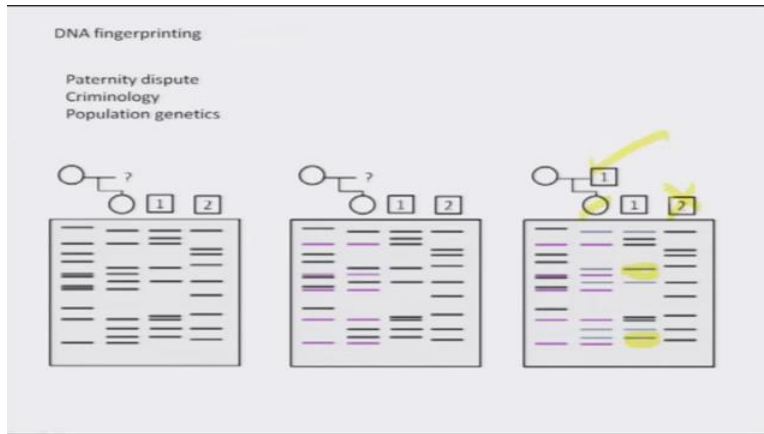 DNA fingerprinting
Paternity dispute
Criminology
Population genetics
?
1 2
?
1 2
1
1 2